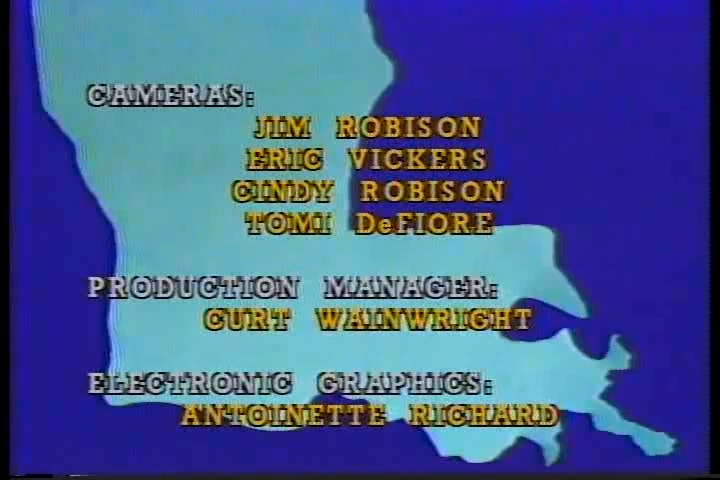 CAMERAS:
JIM ROBISON
ERIC VICKERS
CINDY ROBISON
TOMI DeFIORE
PRODUCTION MANAGER:
CURT WAINWRIGHT
ELECTRONIC GRAPHICS:
ANTOINETTE RICHARD